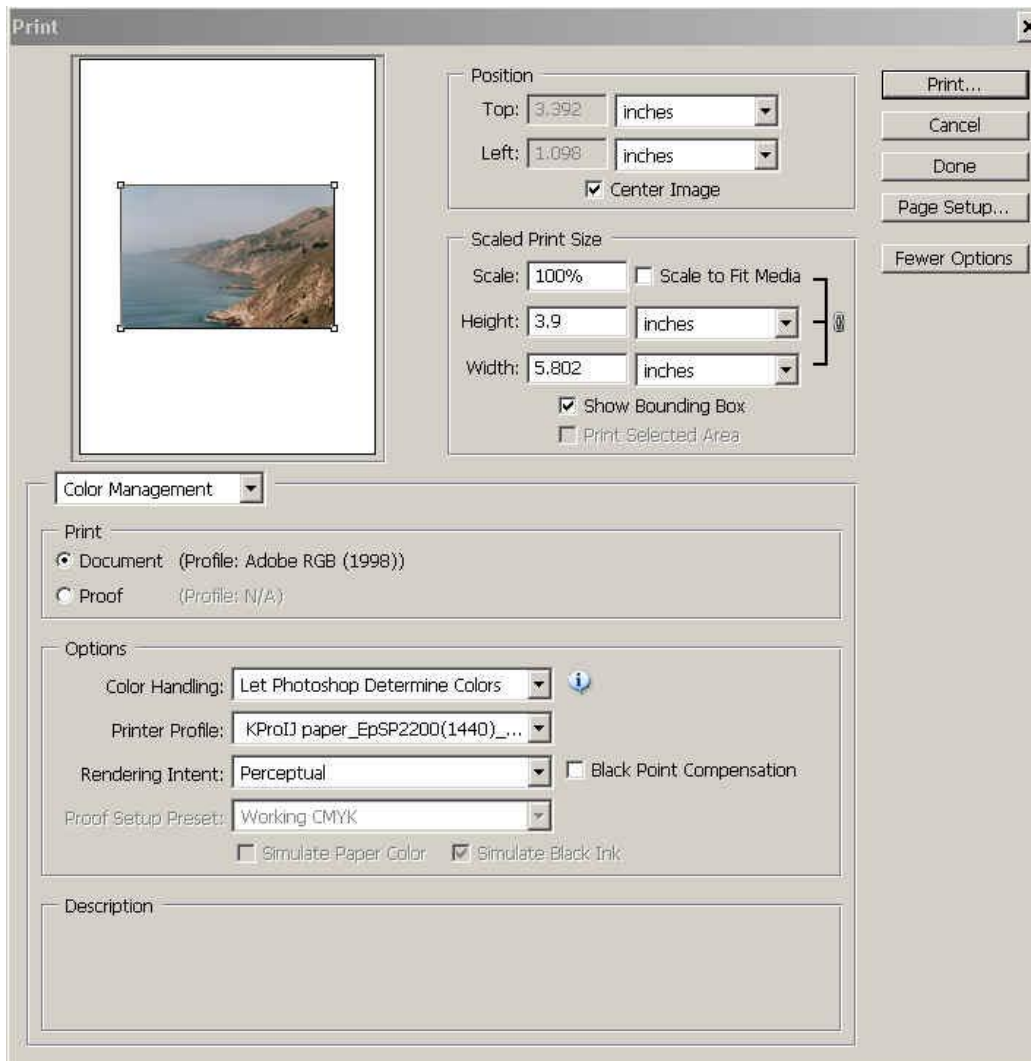 Print
Position
Top: 3.392 inches
Left: 1.098 inches
Center Image
Print...
Cancel
Done
Page Setup...
Fewer Options
Scaled Print Size
Scale: 100% Scale to Fit Media
Height: 3.9 inches
Width: 5.802 inches
Show Bounding Box
Print Selected Area
Color Management
Print
Document (Profile: Adobe RGB (1998))
Proof (Profile: N/A)
Options
Color Handling: Let Photoshop Determine Colors
Printer Profile: KProIJ paper_EpSP2200(1440)_...
Rendering Intent: Perceptual Black Point Compensation
Proof Setup Preset: Working CMYK
Simulate Paper Color Simulate Black Ink
Description